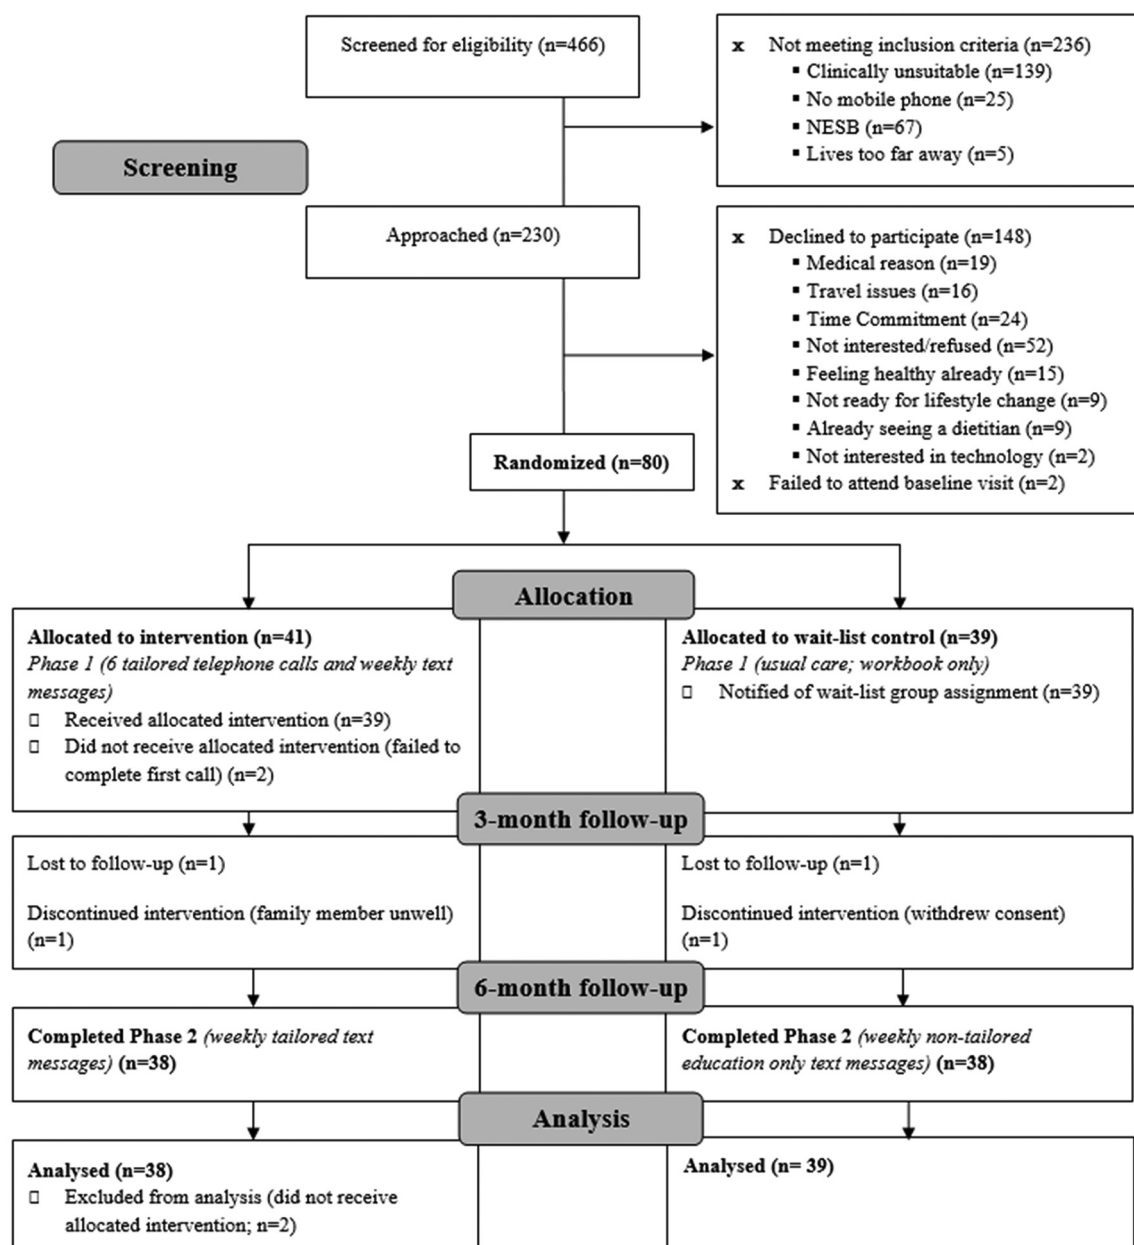 Screened for eligibility (n=466)
x Not meeting inclusion criteria (n=236)
▪ Clinically unsuitable (n=139)
▪ No mobile phone (n=25)
▪ NESB (n=67)
▪ Lives too far away (n=5)
Screening
Approached (n=230)
x Declined to participate (n=148)
▪ Medical reason (n=19)
▪ Travel issues (n=16)
▪ Time Commitment (n=24)
▪ Not interested/refused (n=52)
▪ Feeling healthy already (n=15)
▪ Not ready for lifestyle change (n=9)
▪ Already seeing a dietitian (n=9)
▪ Not interested in technology (n=2)
x Failed to attend baseline visit (n=2)
Randomized (n=80)
Allocation
Allocated to intervention (n=41)
Phase 1 (6 tailored telephone calls and weekly text
messages)
▯ Received allocated intervention (n=39)
▯ Did not receive allocated intervention (failed to
complete first call) (n=2)
Allocated to wait-list control (n=39)
Phase 1 (usual care; workbook only)
▯ Notified of wait-list group assignment (n=39)
3-month follow-up
Lost to follow-up (n=1)
Discontinued intervention (family member unwell)
(n=1)
Lost to follow-up (n=1)
Discontinued intervention (withdrew consent)
(n=1)
6-month follow-up
Completed Phase 2 (weekly tailored text
messages) (n=38)
Completed Phase 2 (weekly non-tailored
education only text messages) (n=38)
Analysis
Analysed (n=38)
▯ Excluded from analysis (did not receive
allocated intervention; n=2)
Analysed (n= 39)